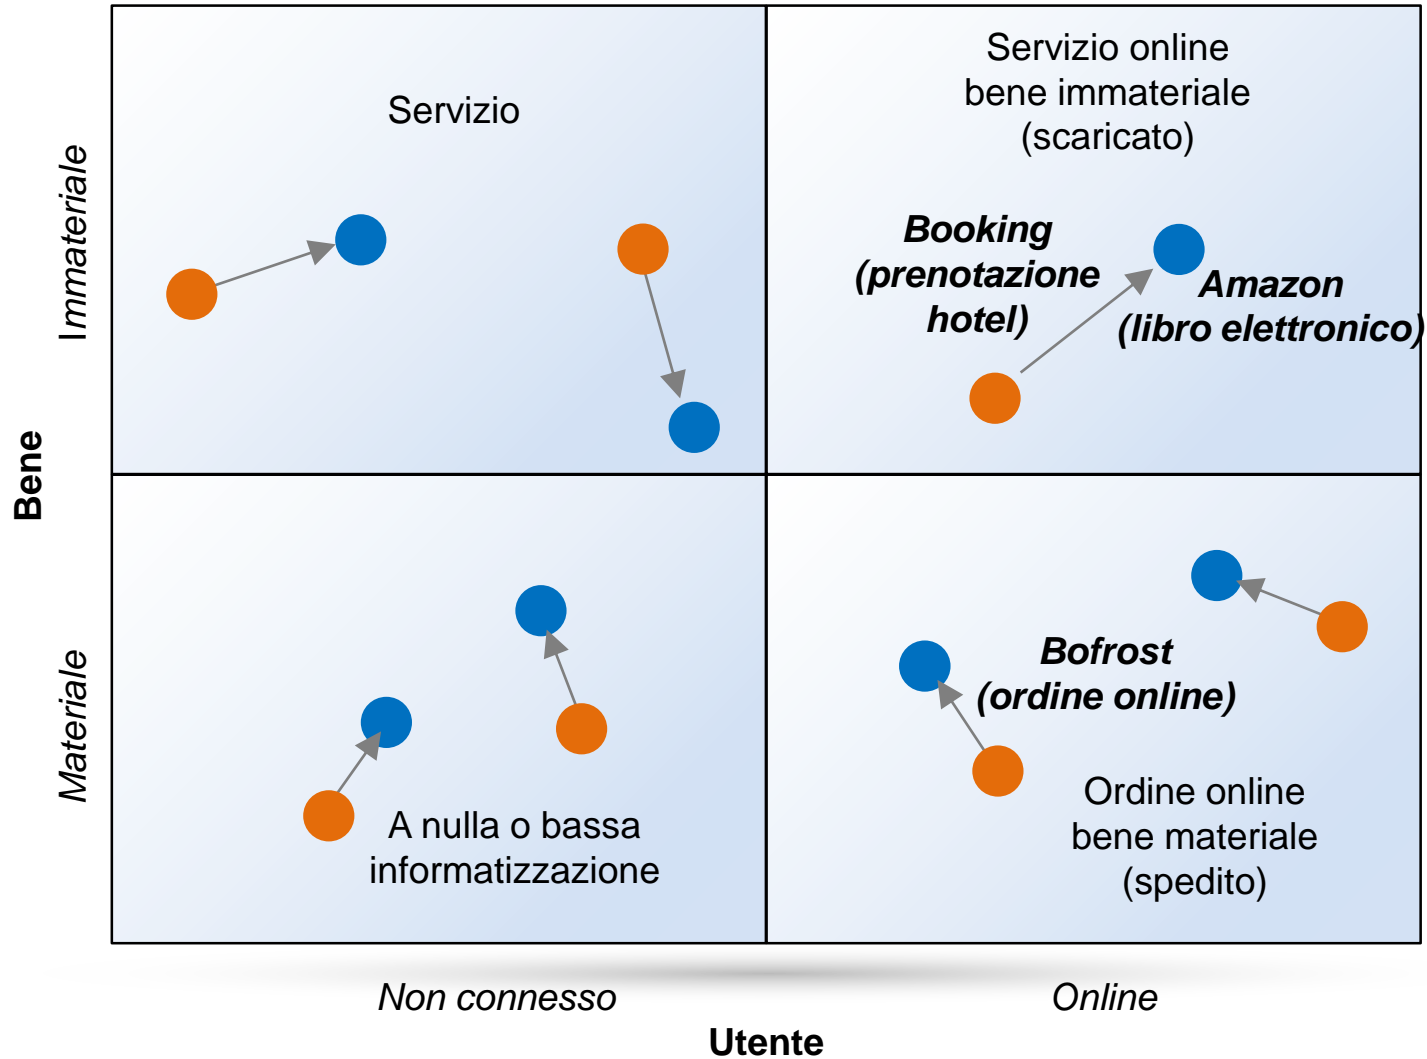 Servizio
Servizio online
bene immateriale
(scaricato)
Booking
(prenotazione
hotel)
Amazon
(libro elettronico)
Immateriale
Bene
Materiale
A nulla o bassa
informatizzazione
Bofrost
(ordine online)
Ordine online
bene materiale
(spedito)
Non connesso
Online
Utente